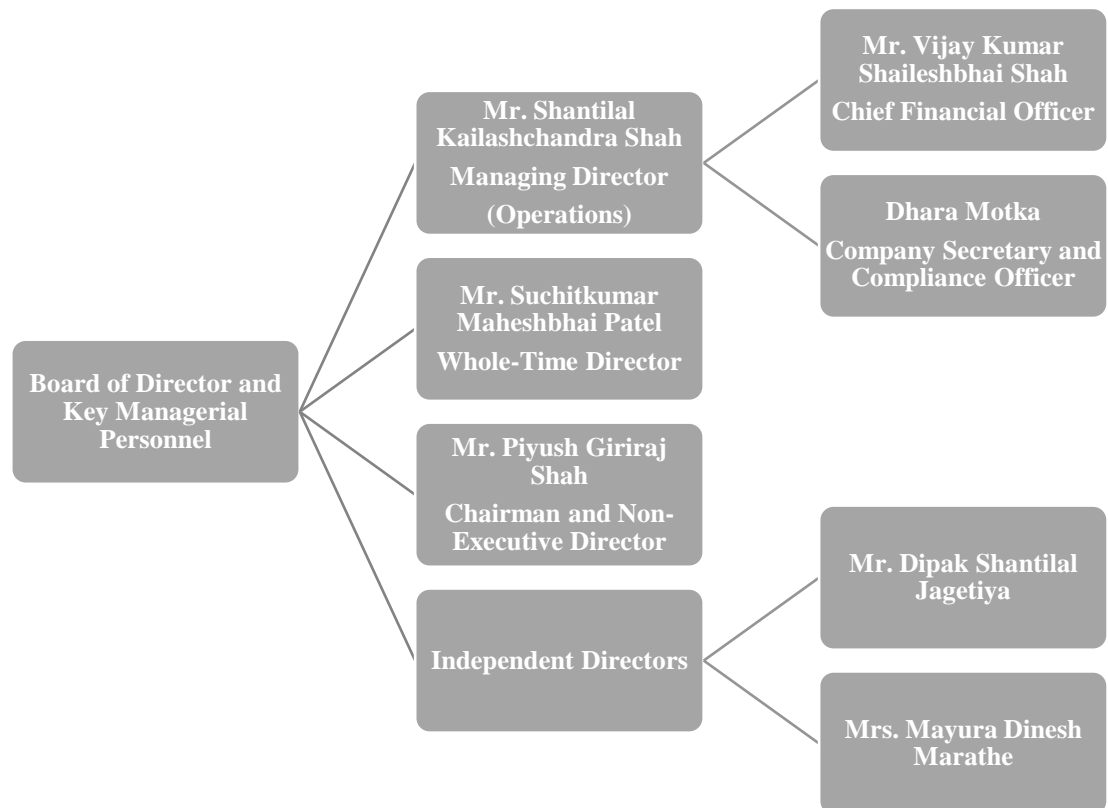 Board of Director and
Key Managerial
Personnel
Mr. Shantilal
Kailashchandra Shah
Managing Director
(Operations)
Mr. Vijay Kumar
Shaileshbhai Shah
Chief Financial Officer
Dhara Motka
Company Secretary and
Compliance Officer
Mr. Suchitkumar
Maheshbhai Patel
Whole-Time Director
Mr. Piyush Giriraj
Shah
Chairman and Non-
Executive Director
Independent Directors
Mr. Dipak Shantilal
Jagetiya
Mrs. Mayura Dinesh
Marathe